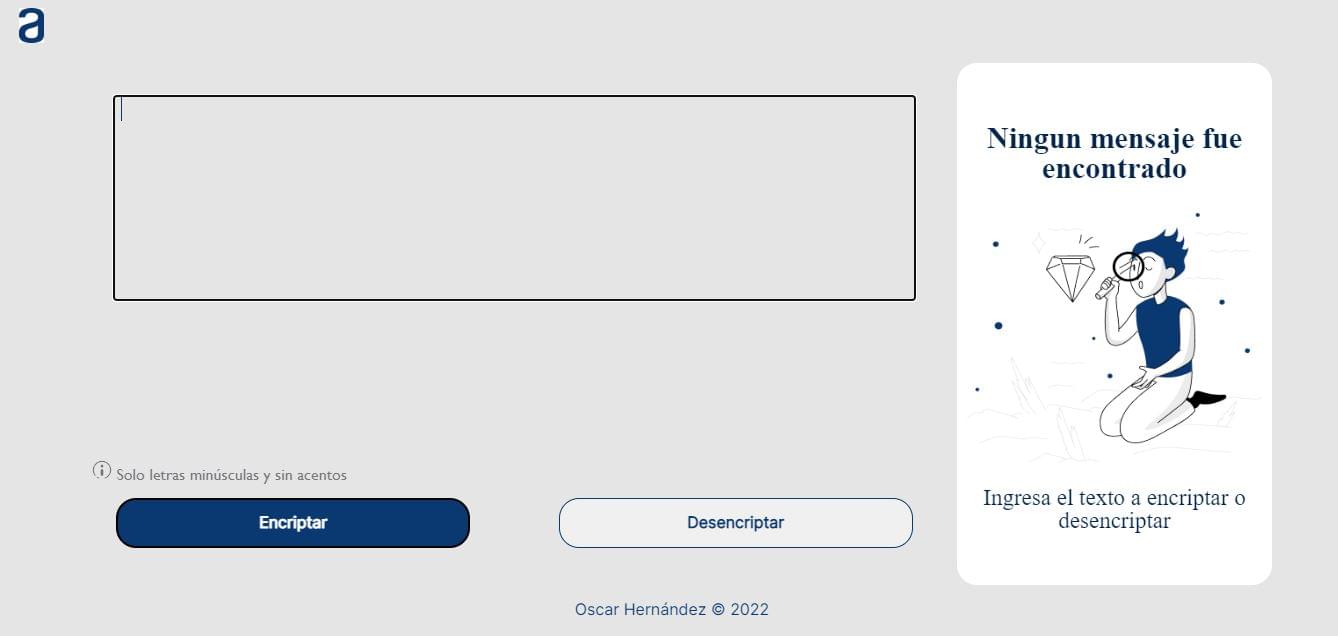 a
Ningun mensaje fue
encontrado
Solo letras minúsculas y sin acentos
Encriptar
Desencriptar
Ingresa el texto a encriptar o
desencriptar
Oscar Hernández © 2022